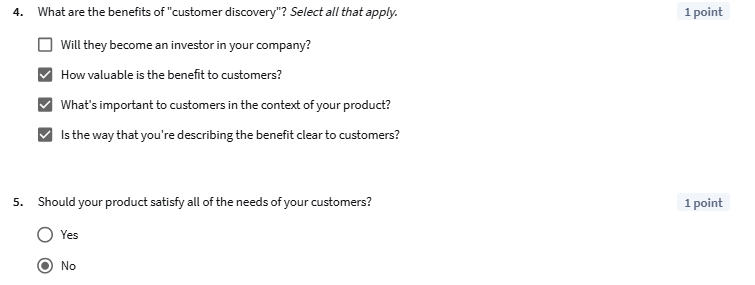 4. What are the benefits of "customer discovery"? Select all that apply. 1 point
Will they become an investor in your company?
How valuable is the benefit to customers?
What's important to customers in the context of your product?
Is the way that you're describing the benefit clear to customers?
5. Should your product satisfy all of the needs of your customers? 1 point
Yes
No